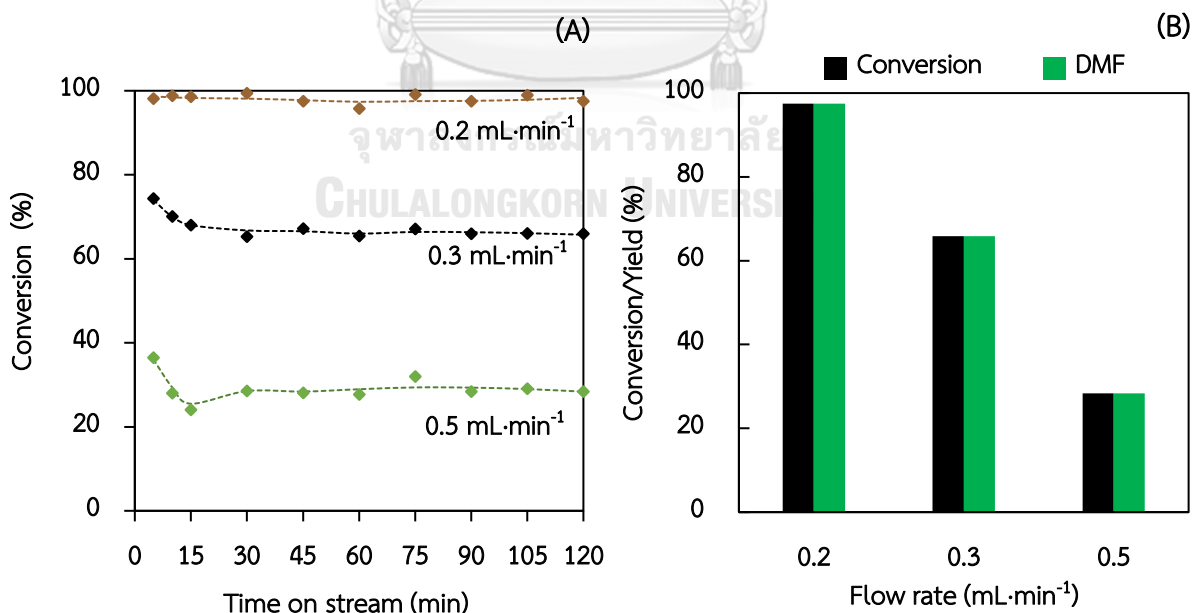 (A)
100
80
60
40
20
0
Conversion (%)
0.2 mL·min⁻¹
0.3 mL·min⁻¹
0.5 mL·min⁻¹
0 15 30 45 60 75 90 105 120
Time on stream (min)
จุฬาลงกรณ์มหาวิทยาลัย
CHULALONGKORN UNIVERSI
(B)
Conversion DMF
100
80
60
40
20
0
Conversion/Yield (%)
0.2 0.3 0.5
Flow rate (mL·min⁻¹)